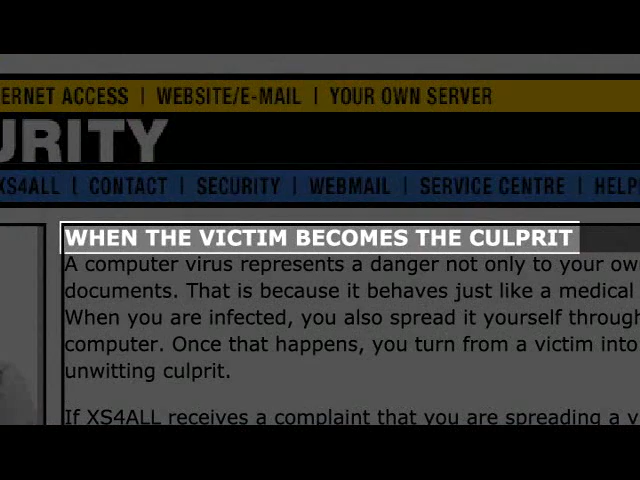 ERNET ACCESS | WEBSITE/E-MAIL | YOUR OWN SERVER
URITY
XS4ALL | CONTACT | SECURITY | WEBMAIL | SERVICE CENTRE | HELP
WHEN THE VICTIM BECOMES THE CULPRIT
A computer virus represents a danger not only to your ow
documents. That is because it behaves just like a medical
When you are infected, you also spread it yourself through
computer. Once that happens, you turn from a victim into
unwitting culprit.
If XS4ALL receives a complaint that you are spreading a v